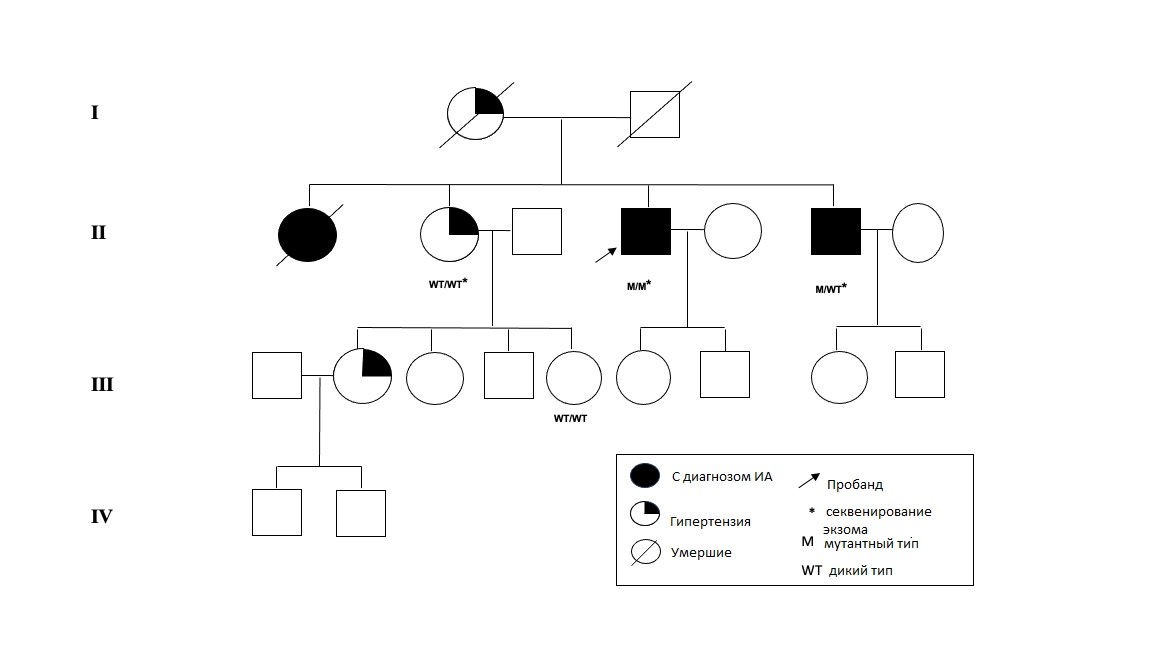 I
II
WT/WT*
M/M*
M/WT*
III
WT/WT
IV
С диагнозом ИА
Гипертензия
Умершие
Пробанд
* секвенирование
экзома
M мутантный тип
WT дикий тип